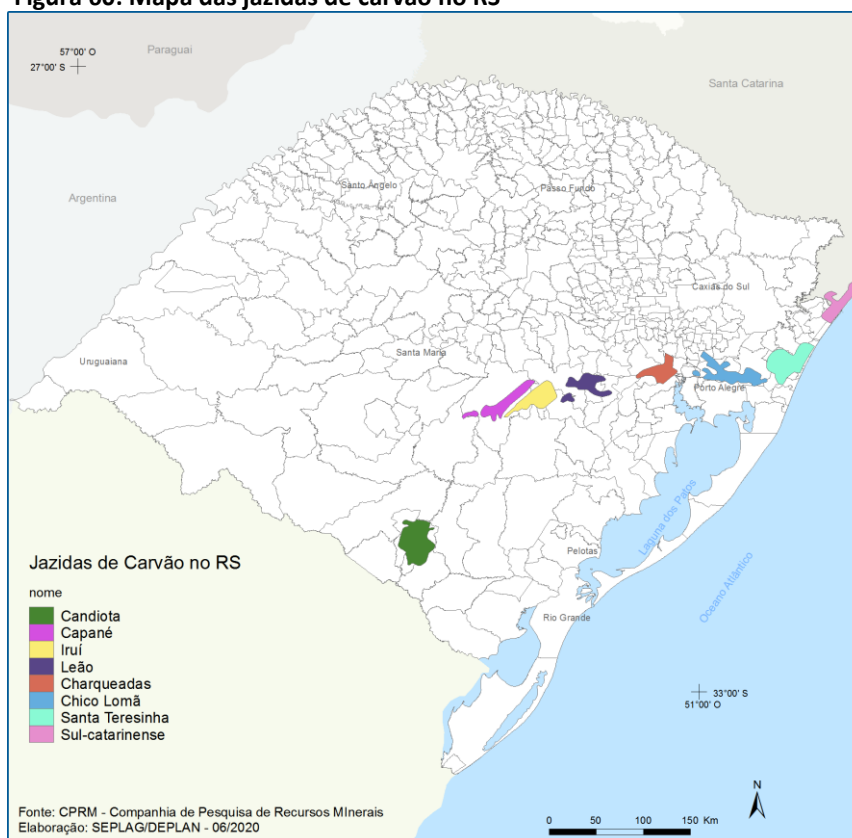 Figura 60: Mapa das jazidas de carvão no RS
57°00' O
27°00' S
Paraguai
Santa Catarina
Argentina
Santo Ângelo
Passo Fundo
Caxias do Sul
Uruguaiana
Santa Maria
Porto Alegre
Laguna dos Patos
Pelotas
Oceano Atlântico
Rio Grande
33°00' S
51°00' O
Jazidas de Carvão no RS
nome
Candiota
Capané
Iruí
Leão
Charqueadas
Chico Lomã
Santa Teresinha
Sul-catarinense
N
Fonte: CPRM - Companhia de Pesquisa de Recursos MInerais
Elaboração: SEPLAG/DEPLAN - 06/2020
0 50 100 150 Km